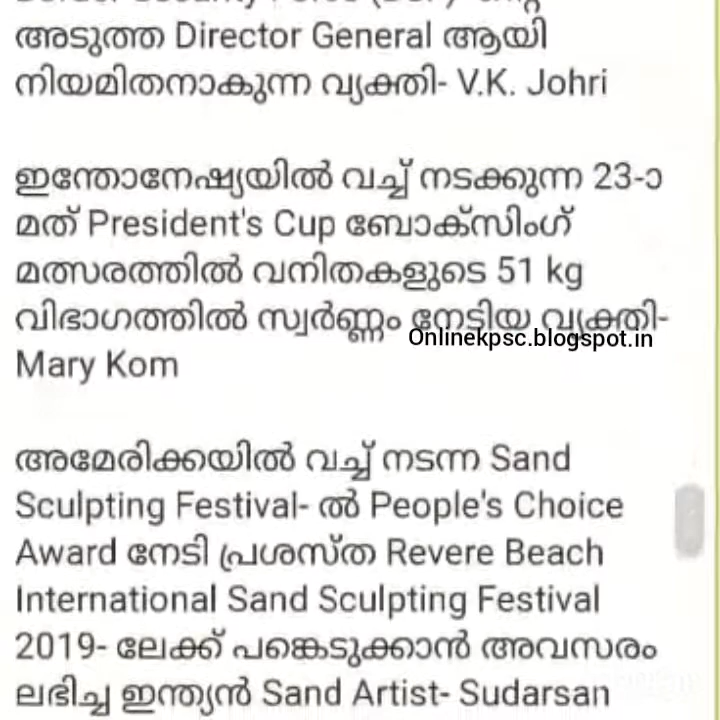 അടുത്ത Director General ആയി
നിയമിതനാകുന്ന വ്യക്തി- V.K. Johri
ഇന്തോനേഷ്യയിൽ വച്ച് നടക്കുന്ന 23-ാ
മത് President's Cup ബോക്സിംഗ്
മത്സരത്തിൽ വനിതകളുടെ 51 kg
വിഭാഗത്തിൽ സ്വർണ്ണം നേടിയ വ്യക്തി-
Onlinekpsc.blogspot.in
Mary Kom
അമേരിക്കയിൽ വച്ച് നടന്ന Sand
Sculpting Festival- ൽ People's Choice
Award നേടി പ്രശസ്ത Revere Beach
International Sand Sculpting Festival
2019- ലേക്ക് പങ്കെടുക്കാൻ അവസരം
ലഭിച്ച ഇന്ത്യൻ Sand Artist- Sudarsan